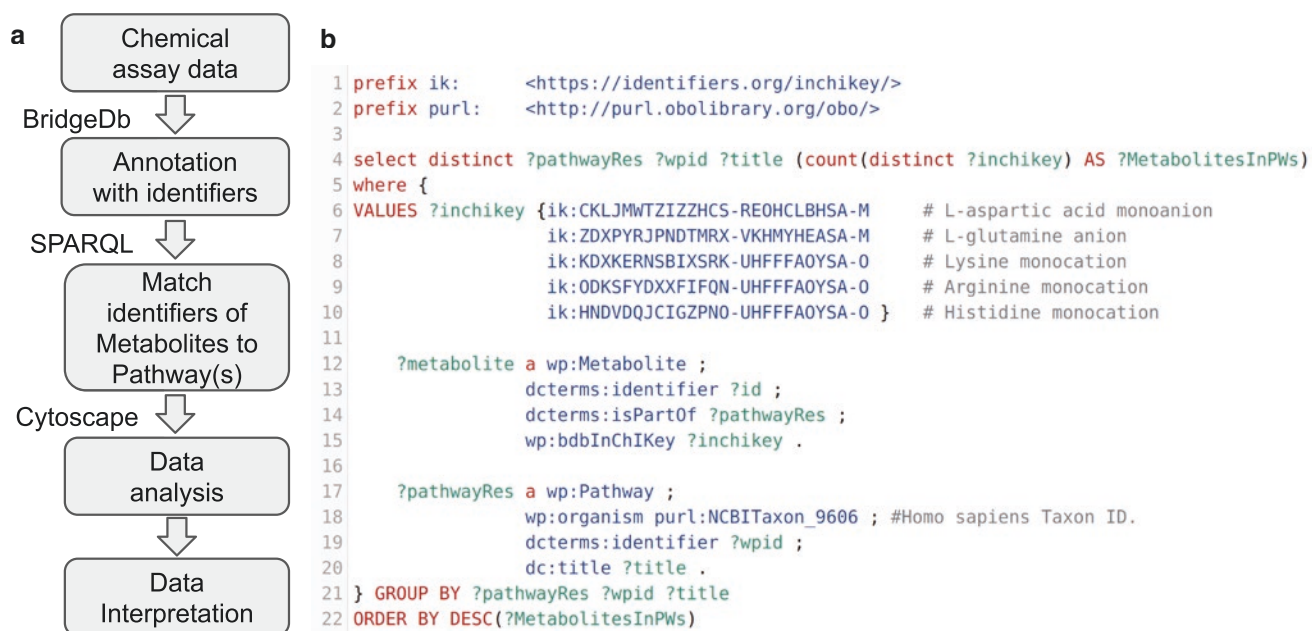 a
Chemical
assay data
BridgeDb
Annotation
with identifiers
SPARQL
Match
identifiers of
Metabolites to
Pathway(s)
Cytoscape
Data
analysis
Data
Interpretation
b
1 prefix ik: <https://identifiers.org/inchikey/>
2 prefix purl: <http://purl.obolibrary.org/obo/>
3
4 select distinct ?pathwayRes ?wpid ?title (count(distinct ?inchikey) AS ?MetabolitesInPWs)
5 where {
6 VALUES ?inchikey {ik:CKLJMWTZIZZHCS-REOHCLBHSA-M # L-aspartic acid monoanion
7 ik:ZDXPYRJPNDTMRX-VKHMYHEASA-M # L-glutamine anion
8 ik:KDXKERNSBIXSRK-UHFFFAOYSA-O # Lysine monocation
9 ik:ODKSFYDXXFIFQN-UHFFFAOYSA-O # Arginine monocation
10 ik:HNDVDQJCIGZPNO-UHFFFAOYSA-O } # Histidine monocation
11
12 ?metabolite a wp:Metabolite ;
13 dcterms:identifier ?id ;
14 dcterms:isPartOf ?pathwayRes ;
15 wp:bdbInChIKey ?inchikey .
16
17 ?pathwayRes a wp:Pathway ;
18 wp:organism purl:NCBITaxon_9606 ; #Homo sapiens Taxon ID.
19 dcterms:identifier ?wpid ;
20 dc:title ?title .
21 } GROUP BY ?pathwayRes ?wpid ?title
22 ORDER BY DESC(?MetabolitesInPWs)